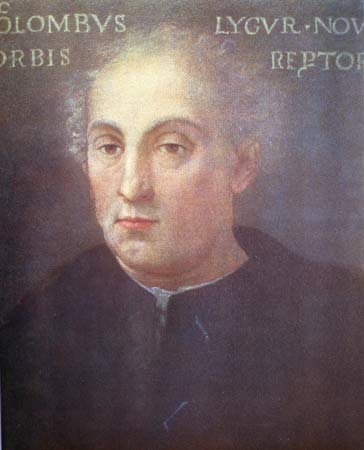 C
OLOMBVS LYGVR · NOV
ORBIS REPTOR